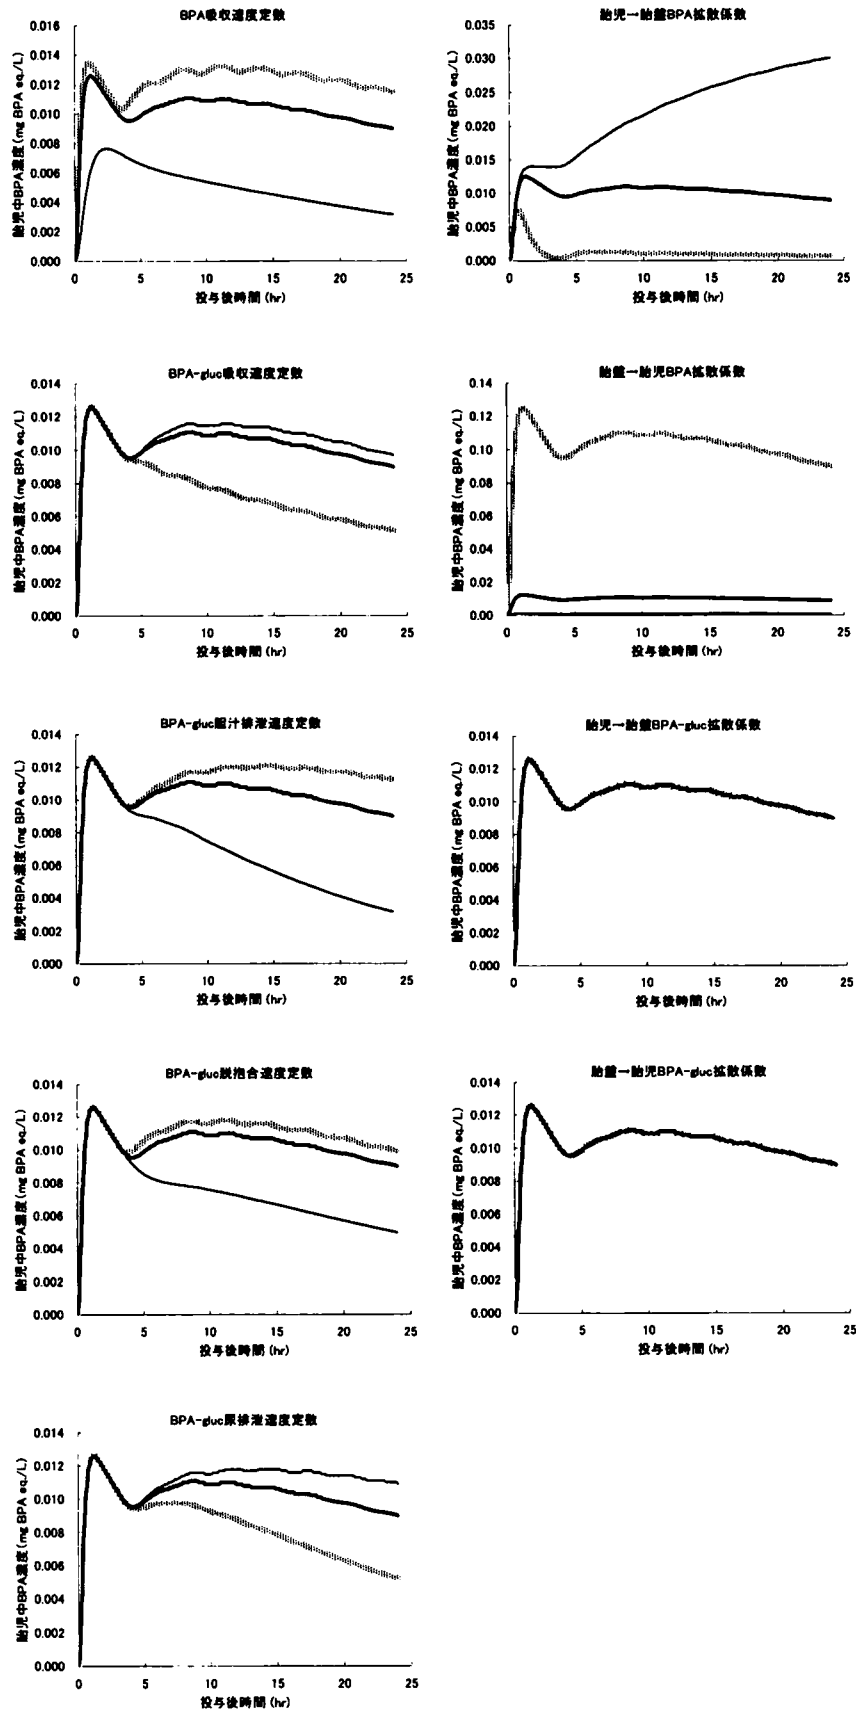 BPA吸収速度定数
胎児中BPA濃度(mg BPA eq./L)
0.016
0.014
0.012
0.010
0.008
0.006
0.004
0.002
0.000
0 5 10 15 20 25
投与後時間 (hr)
胎児→胎盤BPA拡散係数
胎児中BPA濃度(mg BPA eq./L)
0.035
0.030
0.025
0.020
0.015
0.010
0.005
0.000
0 5 10 15 20 25
投与後時間 (hr)
BPA-gluc吸収速度定数
胎児中BPA濃度(mg BPA eq./L)
0.014
0.012
0.010
0.008
0.006
0.004
0.002
0.000
0 5 10 15 20 25
投与後時間 (hr)
胎盤→胎児BPA拡散係数
胎児中BPA濃度(mg BPA eq./L)
0.14
0.12
0.10
0.08
0.06
0.04
0.02
0.00
0 5 10 15 20 25
投与後時間 (hr)
BPA-gluc胆汁排泄速度定数
胎児中BPA濃度(mg BPA eq./L)
0.014
0.012
0.010
0.008
0.006
0.004
0.002
0.000
0 5 10 15 20 25
投与後時間 (hr)
胎児→胎盤BPA-gluc拡散係数
胎児中BPA濃度(mg BPA eq./L)
0.014
0.012
0.010
0.008
0.006
0.004
0.002
0.000
0 5 10 15 20 25
投与後時間 (hr)
BPA-gluc脱抱合速度定数
胎児中BPA濃度(mg BPA eq./L)
0.014
0.012
0.010
0.008
0.006
0.004
0.002
0.000
0 5 10 15 20 25
投与後時間 (hr)
胎盤→胎児BPA-gluc拡散係数
胎児中BPA濃度(mg BPA eq./L)
0.014
0.012
0.010
0.008
0.006
0.004
0.002
0.000
0 5 10 15 20 25
投与後時間 (hr)
BPA-gluc尿排泄速度定数
胎児中BPA濃度(mg BPA eq./L)
0.014
0.012
0.010
0.008
0.006
0.004
0.002
0.000
0 5 10 15 20 25
投与後時間 (hr)